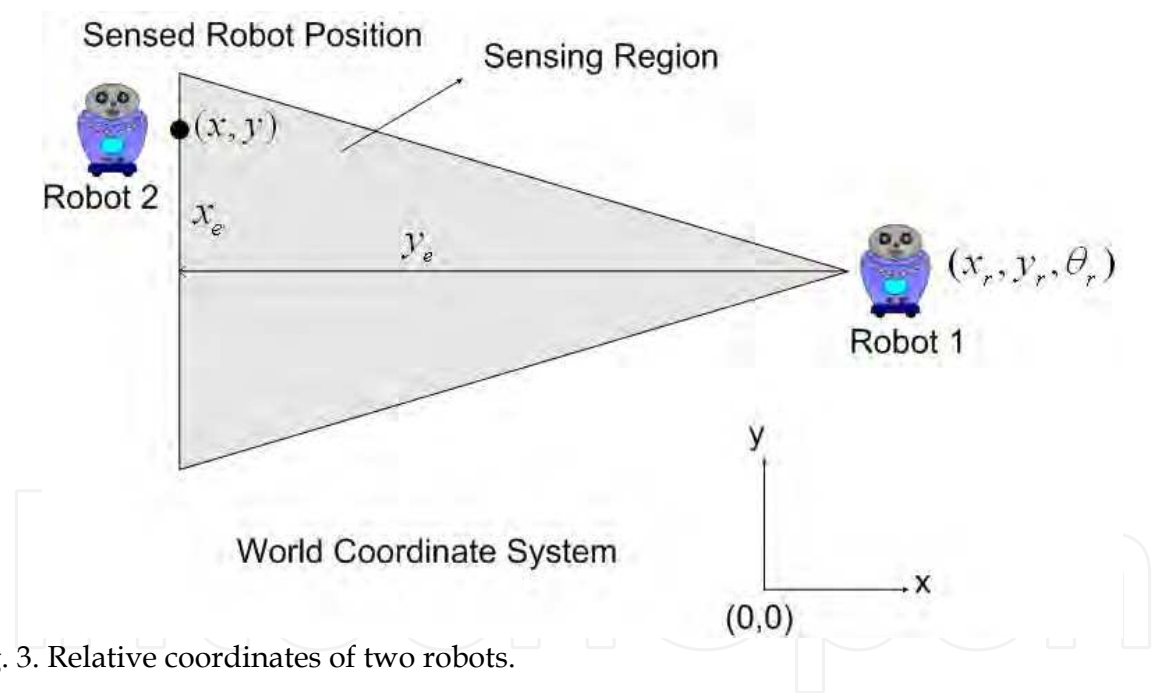 Sensed Robot Position
Sensing Region
(x, y)
Robot 2
x_e
y_e
(x_r, y_r, θ_r)
Robot 1
y
World Coordinate System
x
(0,0)
. 3. Relative coordinates of two robots.